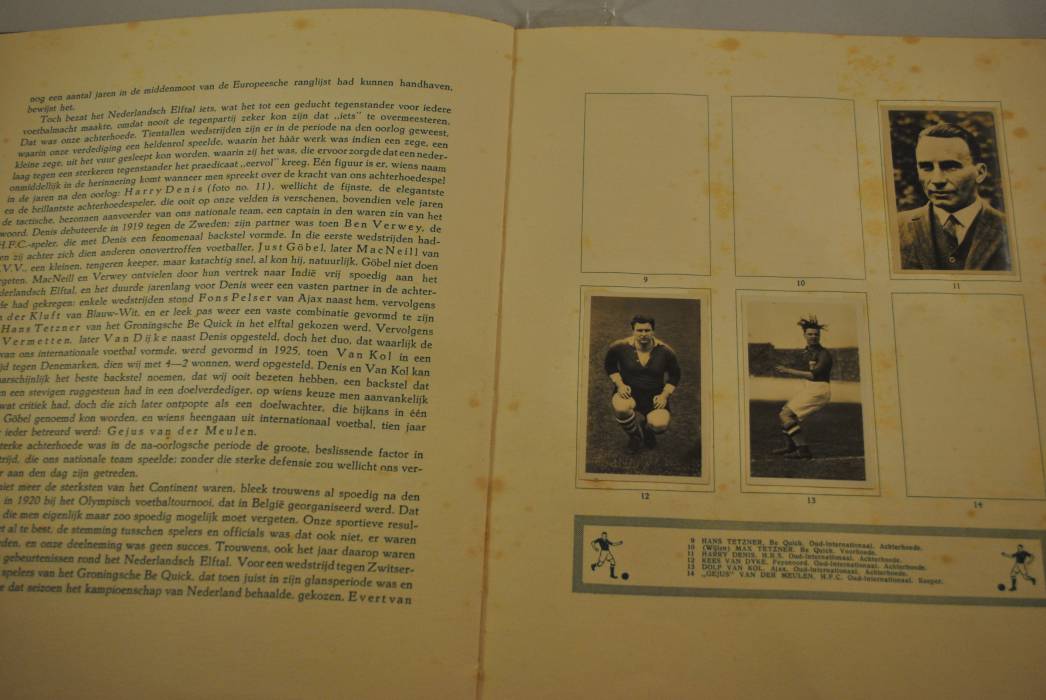 nog een aantal jaren in de middenmoot van de Europeesche ranglijst had kunnen handhaven,
bewijst het.
Toch bezat het Nederlandsch Elftal iets, wat het tot een geducht tegenstander voor iedere
voetbalmacht maakte, omdat nooit de tegenpartij zeker kon zijn dat „iets" te overmeesteren,
Dat was onze achterhoede. Tientallen wedstrijden zijn er in de periode na den oorlog geweest,
waarin onze verdediging een heldenrol speelde, waarin het háár werk was indien een zege, een
kleine zege, uit het vuur gesleept kon worden, waarin zij het was, die ervoor zorgde dat een neder-
laag tegen een sterkeren tegenstander het praedicaat „eervol" kreeg. Eén figuur is er, wiens naam
onmiddellijk in de herinnering komt wanneer men spreekt over de kracht van ons achterhoedespel
in de jaren na den oorlog: Harry Denis (foto no. 11), wellicht de fijnste, de elegantste
en de brillantste achterhoedespeler, die ooit op onze velden is verschenen, bovendien vele jaren
de tactische, bezonnen aanvoerder van ons nationale team, een captain in den waren zin van het
woord. Denis debuteerde in 1919 tegen de Zweden; zijn partner was toen Ben Verwey, de
H.F.C.-speler, die met Denis een fenomenaal backstel vormde. In die eerste wedstrijden had-
en zij achter zich dien anderen onovertroffen voetballer, Just Göbel, later MacNeill van
V.V., een kleinen, tengeren keeper, maar katachtig snel, al kon hij, natuurlijk, Göbel niet doen
rgeten. MacNeill en Verwey ontvielen door hun vertrek naar Indië vrij spoedig aan het
derlandsch Elftal, en het duurde jarenlang voor Denis weer een vasten partner in de achter-
de had gekregen: enkele wedstrijden stond Fons Pelser van Ajax naast hem, vervolgens
n der Kluft van Blauw-Wit, en er leek pas weer een vaste combinatie gevormd te zijn
Hans Tetzner van het Groningsche Be Quick in het elftal gekozen werd. Vervolgens
Vermetten, later Van Dijke naast Denis opgesteld, doch het duo, dat waarlijk de
van ons internationale voetbal vormde, werd gevormd in 1925, toen Van Kol in een
ijd tegen Denemarken, dien wij met 4—2 wonnen, werd opgesteld. Denis en Van Kol kan
aarschijnlijk het beste backstel noemen, dat wij ooit bezeten hebben, een backstel dat
en een stevigen ruggesteun had in een doelverdediger, op wiens keuze men aanvankelijk
wat critiek had, doch die zich later ontpopte als een doelwachter, die bijkans in één
Göbel genoemd kon worden, en wiens heengaan uit internationaal voetbal, tien jaar
r ieder betreurd werd: Gejus van der Meulen.
sterke achterhoede was in de na-oorlogsche periode de groote, beslissende factor in
trijd, die ons nationale team speelde; zonder die sterke defensie zou wellicht ons ver-
r aan den dag zijn getreden.
niet meer de sterksten van het Continent waren, bleek trouwens al spoedig na den
in 1920 bij het Olympisch voetbaltournooi, dat in België georganiseerd werd. Dat
die men eigenlijk maar zoo spoedig mogelijk moet vergeten. Onze sportieve resul-
et al te best, de stemming tusschen spelers en officials was dat ook niet, er waren
eden, en onze deelneming was geen succes. Trouwens, ook het jaar daarop waren
gebeurtenissen rond het Nederlandsch Elftal. Voor een wedstrijd tegen Zwitser-
spelers van het Groningsche Be Quick, dat toen juist in zijn glansperiode was en
e dat seizoen het kampioenschap van Nederland behaalde, gekozen, Evert van
9
10
11
12
13
14
9 HANS TETZNER, Be Quick. Oud-Internationaal. Achterhoede.
10 (Wijlen) MAX TETZNER, Be Quick. Voorhoede.
11 HARRY DENIS, H.B.S. Oud-Internationaal. Achterhoede.
12 KEES VAN DYKE, Feyenoord. Oud-Internationaal. Achterhoede.
13 DOLF VAN KOL, Ajax. Oud-Internationaal. Achterhoede.
14 „GEJUS" VAN DER MEULEN, H.F.C. Oud-Internationaal. Keeper.